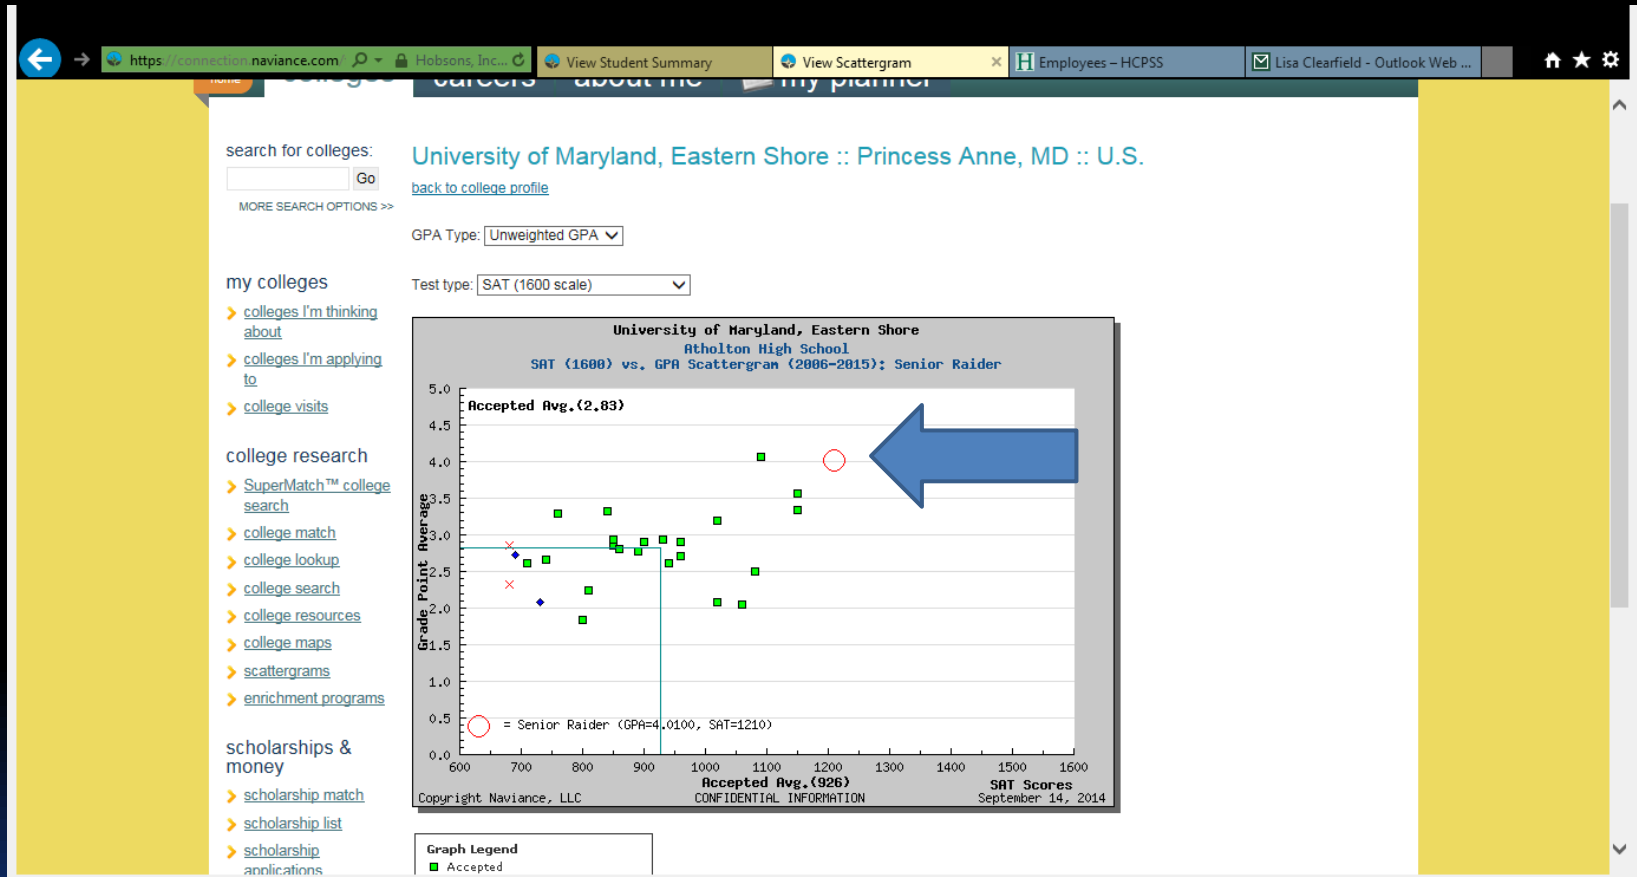 https://connection.naviance.com/
Hobsons, Inc...
View Student Summary
View Scattergram
Employees – HCPSS
Lisa Clearfield - Outlook Web ...
home
colleges
careers
about me
my planner
search for colleges:
Go
MORE SEARCH OPTIONS >>
University of Maryland, Eastern Shore :: Princess Anne, MD :: U.S.
back to college profile
GPA Type: Unweighted GPA
Test type: SAT (1600 scale)
my colleges
colleges I'm thinking
about
colleges I'm applying
to
college visits
college research
SuperMatch™ college
search
college match
college lookup
college search
college resources
college maps
scattergrams
enrichment programs
scholarships &
money
scholarship match
scholarship list
scholarship
applications
University of Maryland, Eastern Shore
Atholton High School
SAT (1600) vs. GPA Scattergram (2006-2015): Senior Raider
Accepted Avg.(2.83)
Grade Point Average
5.0
4.5
4.0
3.5
3.0
2.5
2.0
1.5
1.0
0.5
0.0
= Senior Raider (GPA=4.0100, SAT=1210)
600 700 800 900 1000 1100 1200 1300 1400 1500 1600
Accepted Avg.(926)
SAT Scores
Copyright Naviance, LLC
CONFIDENTIAL INFORMATION
September 14, 2014
Graph Legend
Accepted